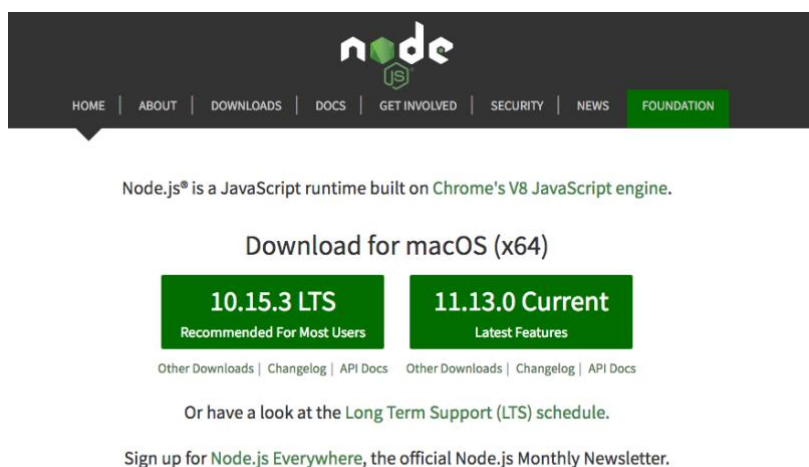 node
JS
HOME | ABOUT | DOWNLOADS | DOCS | GET INVOLVED | SECURITY | NEWS FOUNDATION
Node.js® is a JavaScript runtime built on Chrome's V8 JavaScript engine.
Download for macOS (x64)
10.15.3 LTS 11.13.0 Current
Recommended For Most Users Latest Features
Other Downloads | Changelog | API Docs Other Downloads | Changelog | API Docs
Or have a look at the Long Term Support (LTS) schedule.
Sign up for Node.js Everywhere, the official Node.js Monthly Newsletter.